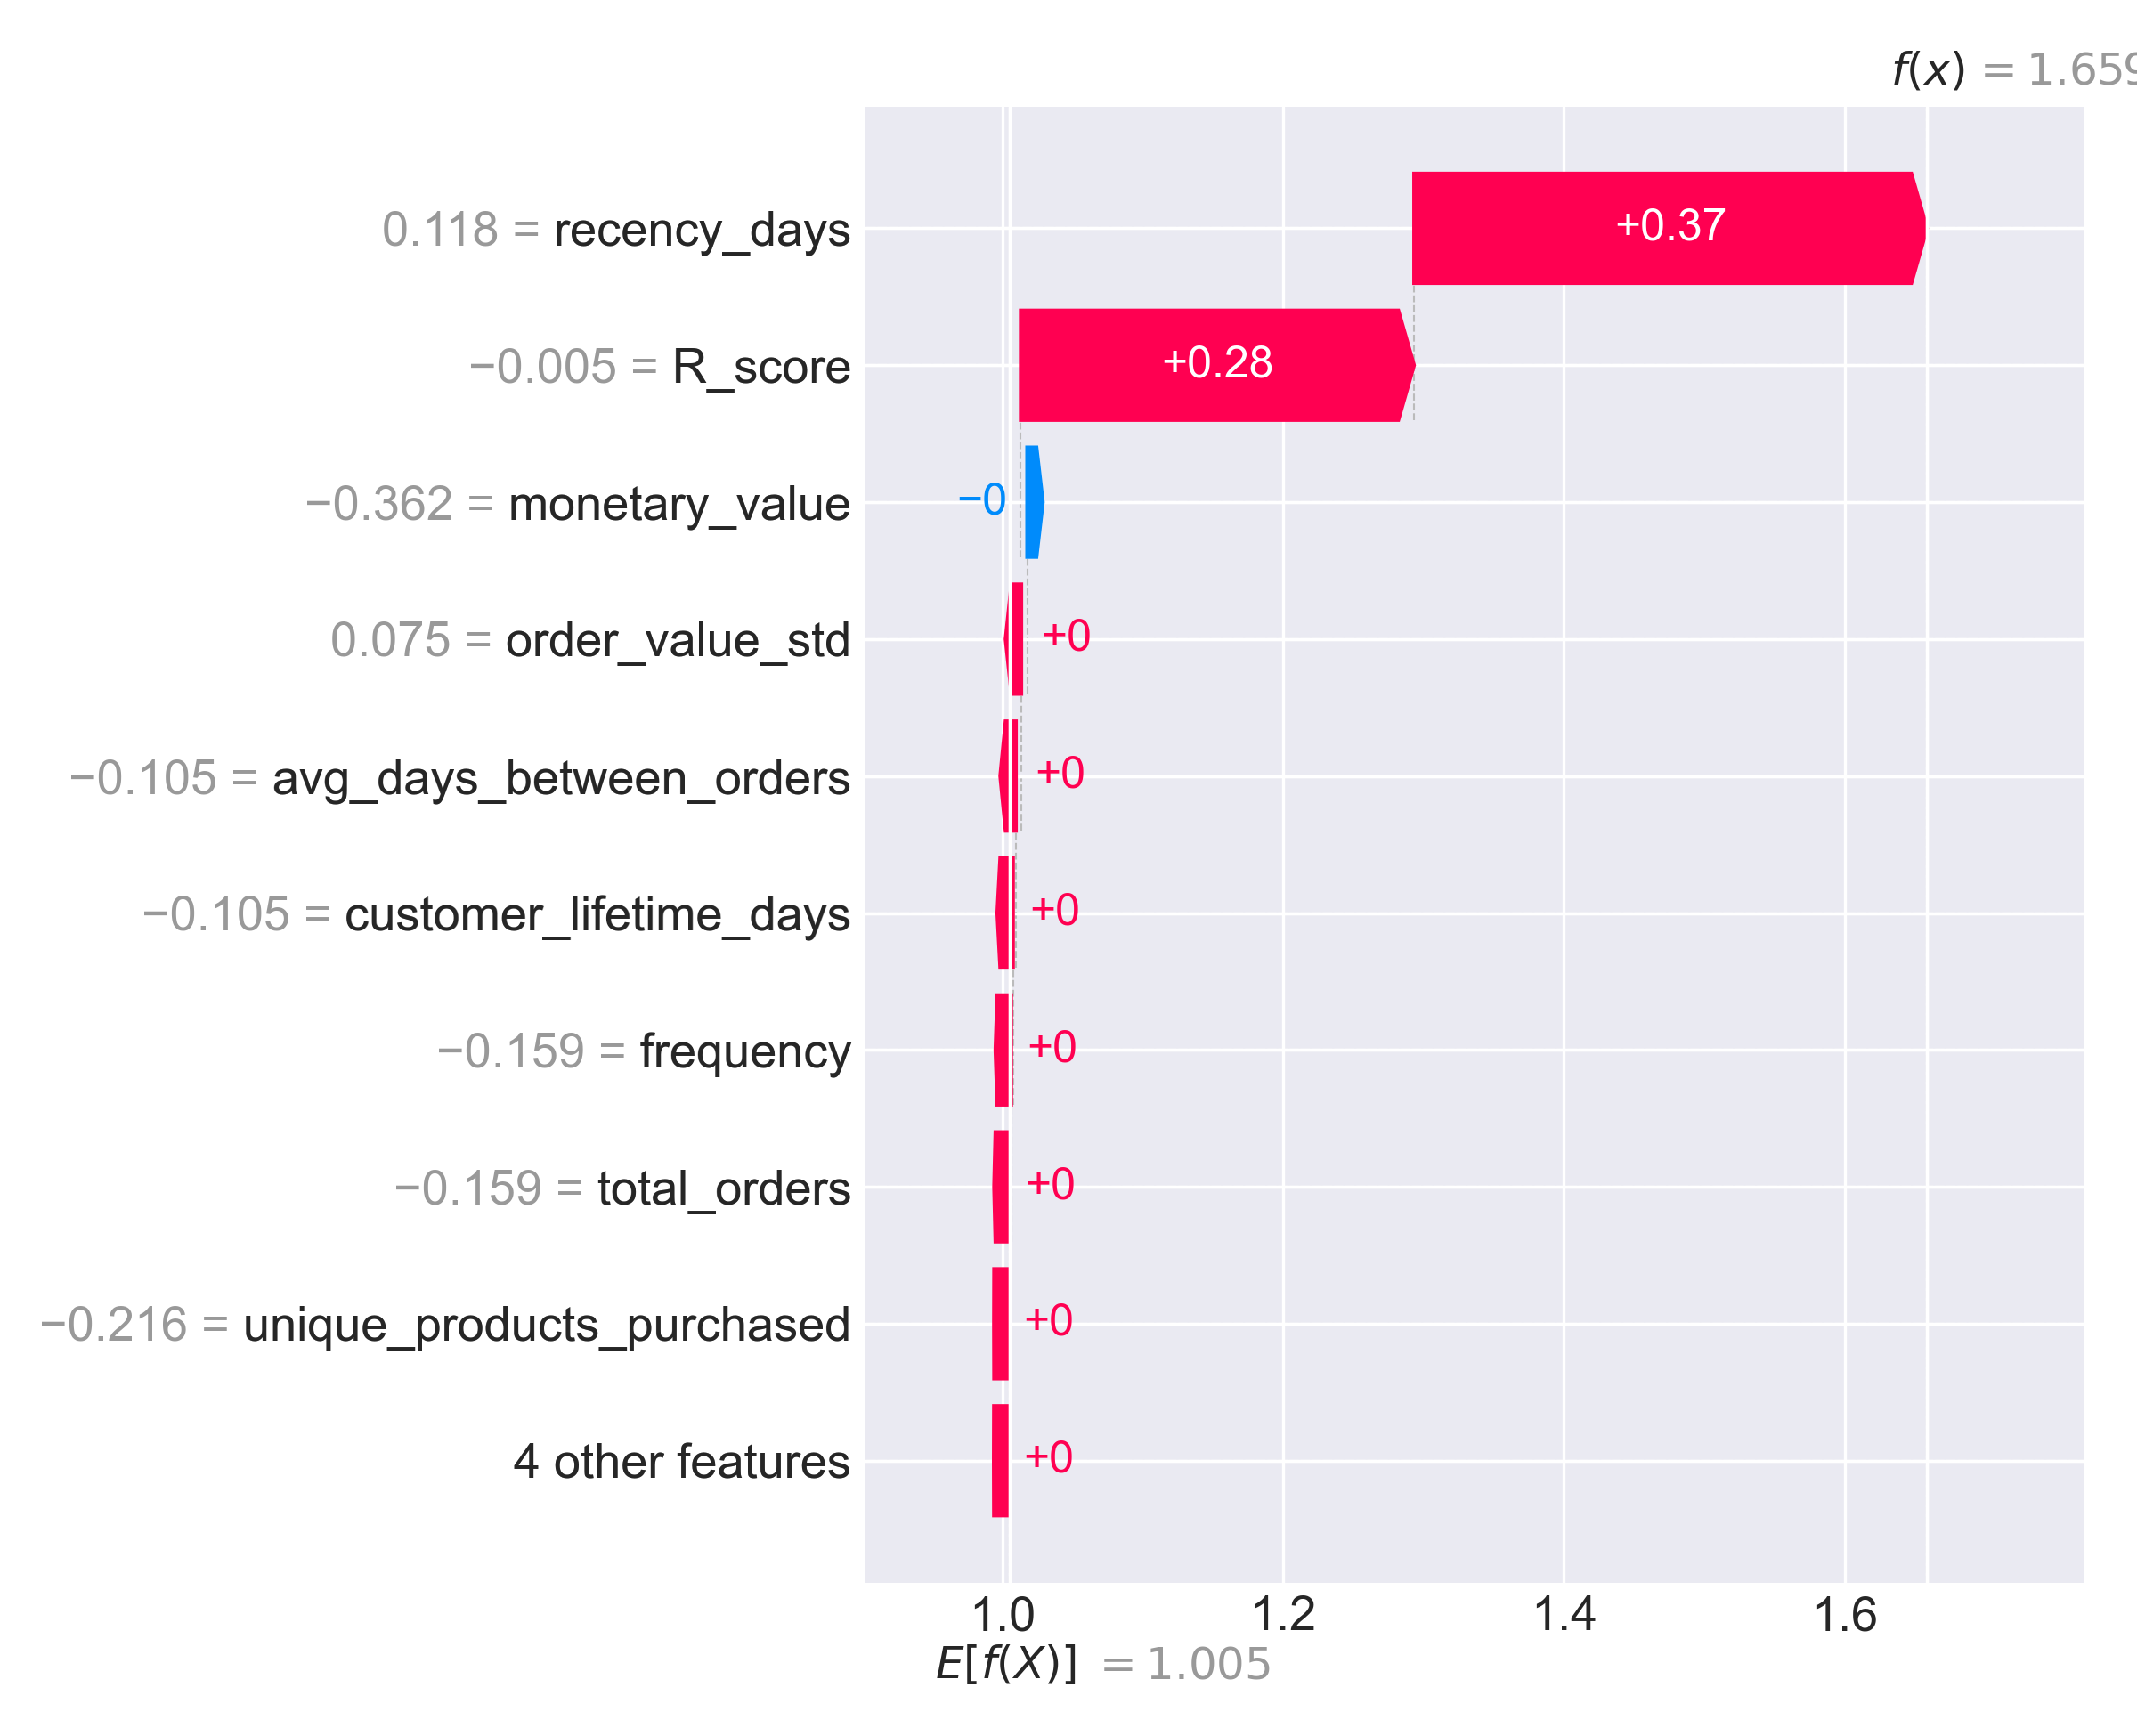 f(x) = 1.659
0.118 = recency_days
+0.37
−0.005 = R_score
+0.28
−0.362 = monetary_value
−0
0.075 = order_value_std
+0
−0.105 = avg_days_between_orders
+0
−0.105 = customer_lifetime_days
+0
−0.159 = frequency
+0
−0.159 = total_orders
+0
−0.216 = unique_products_purchased
+0
4 other features
+0
1.0 1.2 1.4 1.6
E[f(X)] = 1.005